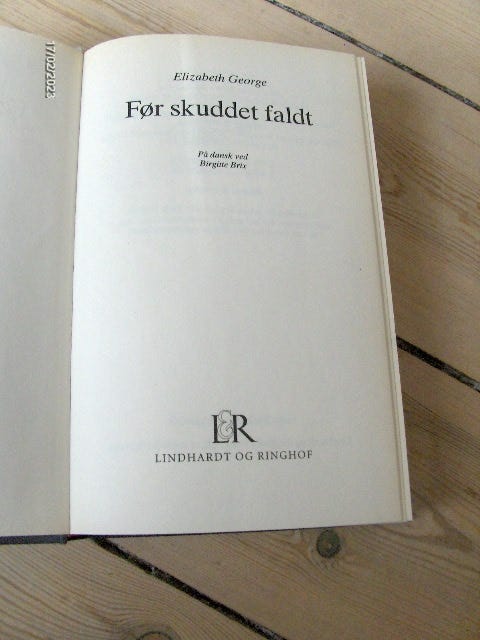 17/02/2023
Elizabeth George
Før skuddet faldt
På dansk ved
Birgitte Brix
L&R
LINDHARDT OG RINGHOF